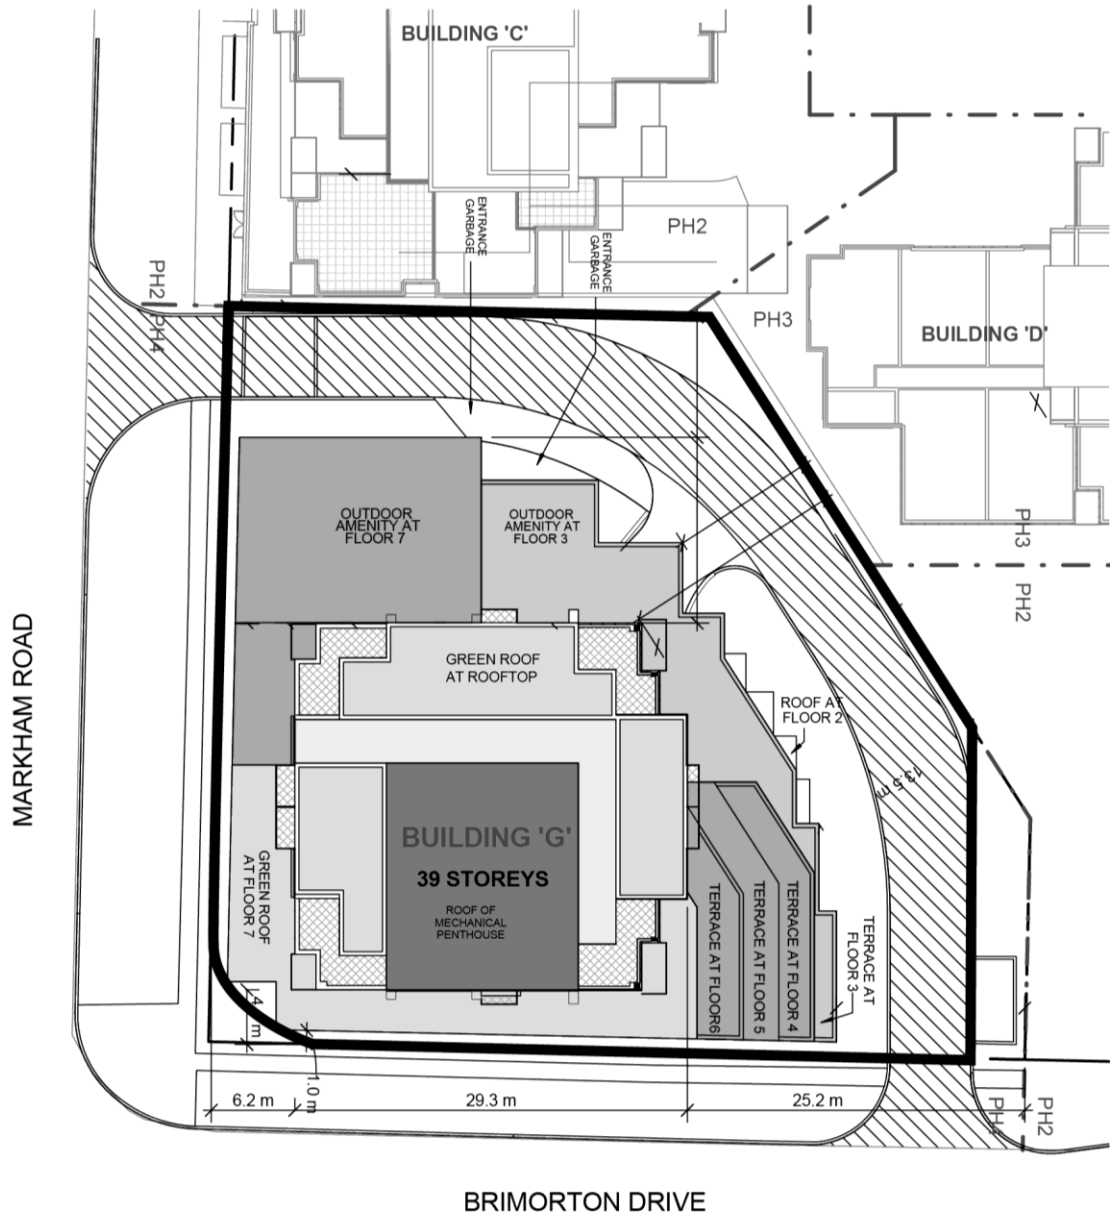 BUILDING 'C'
ENTRANCE
GARBAGE
ENTRANCE
GARBAGE
PH2
PH2
PH4
PH3
BUILDING 'D'
OUTDOOR
AMENITY AT
FLOOR 7
OUTDOOR
AMENITY AT
FLOOR 3
PH3
PH2
GREEN ROOF
AT ROOFTOP
ROOF AT
FLOOR 2
MARKHAM ROAD
13.5 m
BUILDING 'G'
39 STOREYS
ROOF OF
MECHANICAL
PENTHOUSE
GREEN ROOF
AT FLOOR 7
TERRACE AT FLOOR6
TERRACE AT FLOOR 5
TERRACE AT FLOOR 4
TERRACE AT
FLOOR 3
1.0 m
6.2 m
29.3 m
25.2 m
PH2
BRIMORTON DRIVE